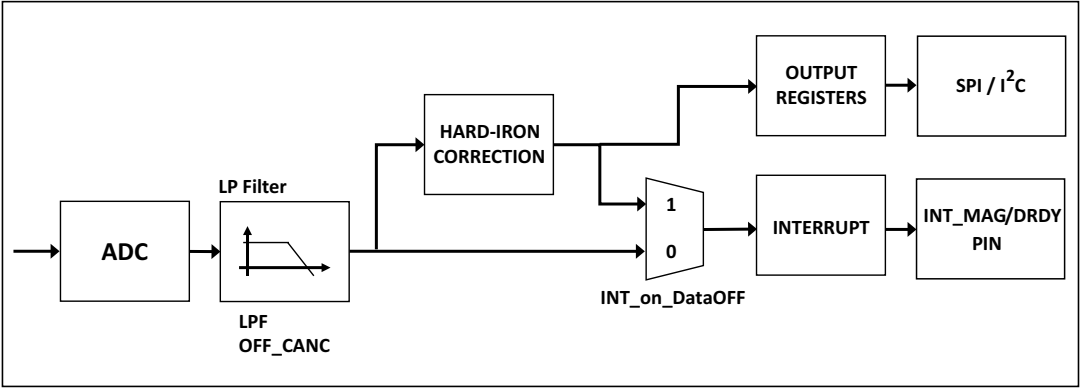 OUTPUT
REGISTERS
SPI / I²C
HARD-IRON
CORRECTION
LP Filter
ADC
1
0
INTERRUPT
INT_MAG/DRDY
PIN
INT_on_DataOFF
LPF
OFF_CANC